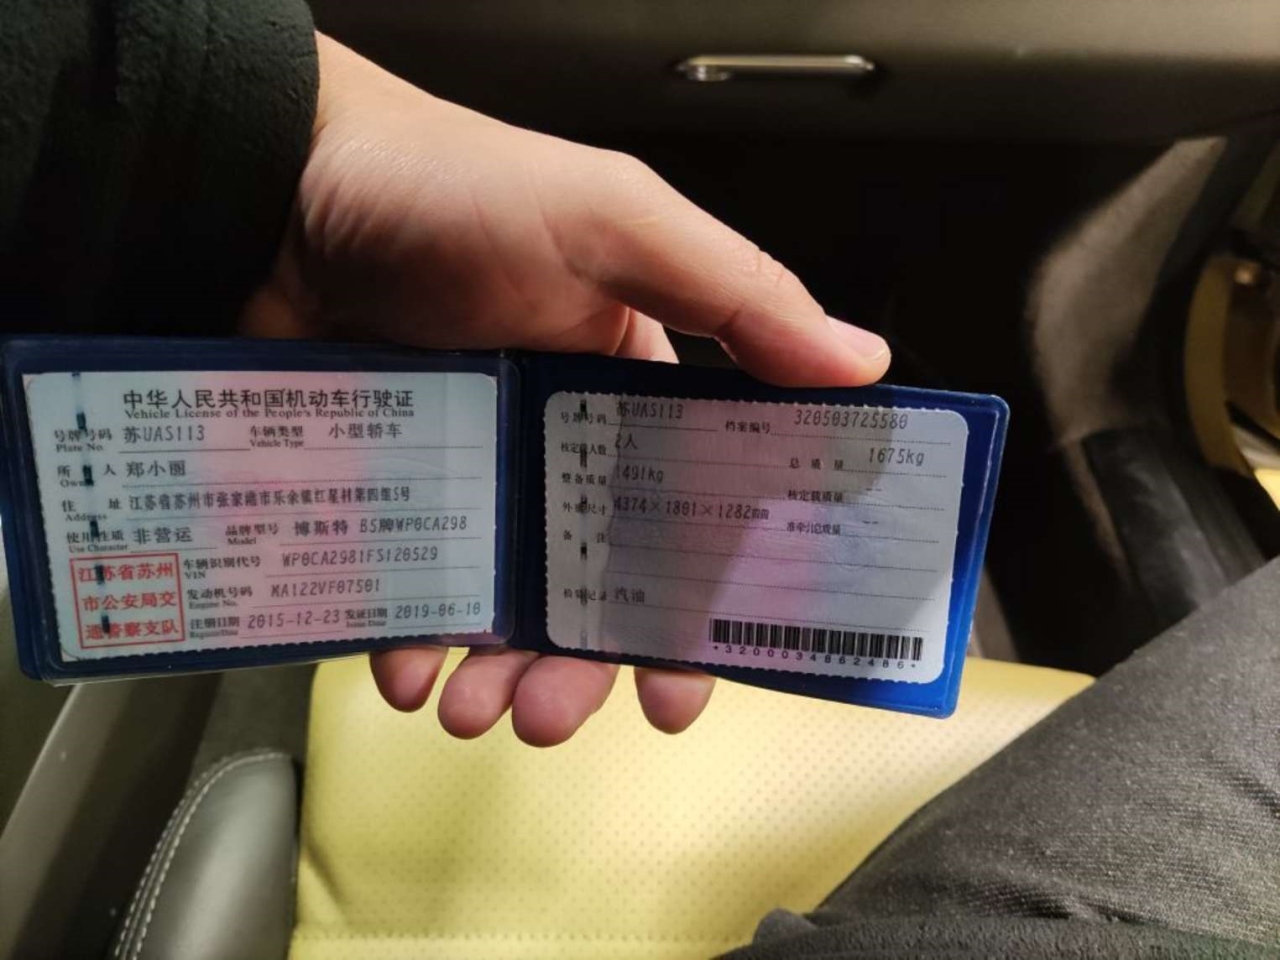 中华人民共和国机动车行驶证
Vehicle License of the People's Republic of China
号牌号码 苏UAS113 车辆类型 小型轿车
Plate No. Vehicle Type
所有人 郑小丽
Owner
住址 江苏省苏州市张家港市乐余镇红星村第四组5号
Address
使用性质 非营运 品牌型号 博斯特 B5牌WP0CA298
Use Character Model
江苏省苏州
市公安局交
通警察支队
车辆识别代号 WP0CA2981FS120529
VIN
发动机号码 MA122VF07501
Engine No.
注册日期 2015-12-23 发证日期 2019-06-10
Register Date Issue Date
号牌号码 苏UAS113 档案编号 320503725580
核定载人数 2人 总质量 1675kg
整备质量 1491kg 核定载质量 --
外廓尺寸 4374×1801×1282mm 准牵引总质量 --
备注
检验记录 汽油
*3200034862486*